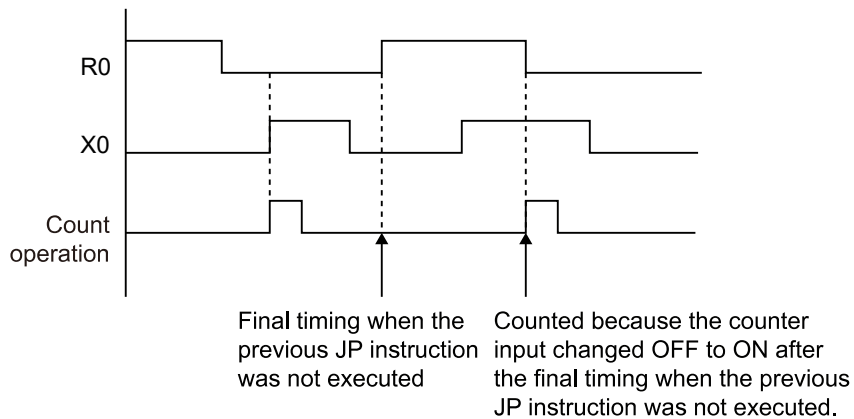 R0
X0
Count
operation
Final timing when the
previous JP instruction
was not executed
Counted because the counter
input changed OFF to ON after
the final timing when the previous
JP instruction was not executed.